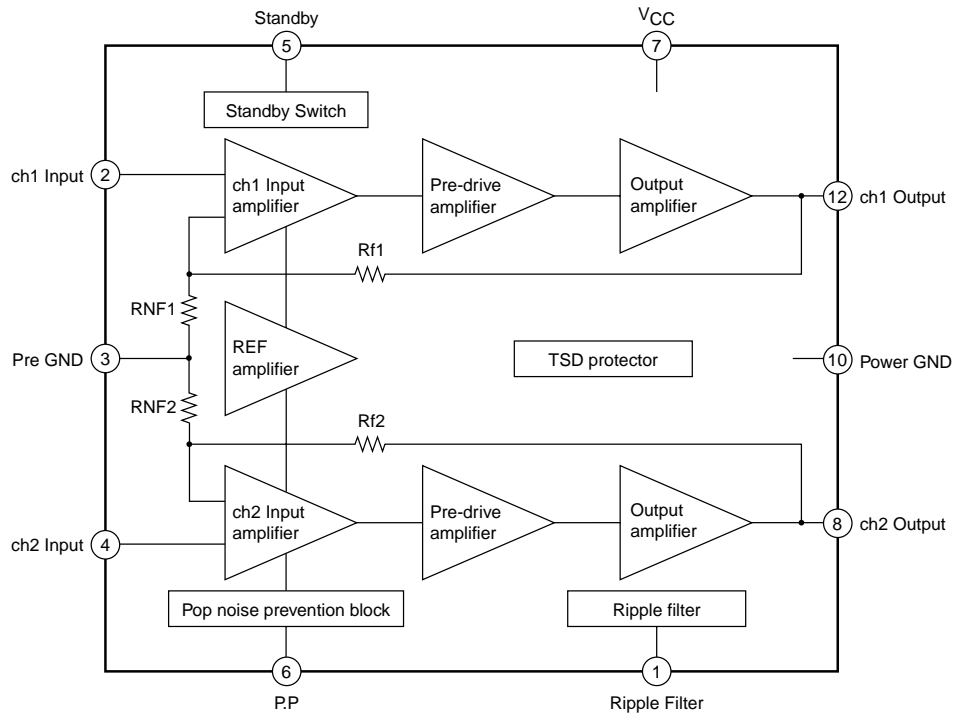 Standby
VCC
5
7
Standby Switch
ch1 Input
2
ch1 Input
amplifier
Pre-drive
amplifier
Output
amplifier
12
ch1 Output
Rf1
RNF1
Pre GND
3
REF
amplifier
TSD protector
10
Power GND
RNF2
Rf2
ch2 Input
4
ch2 Input
amplifier
Pre-drive
amplifier
Output
amplifier
8
ch2 Output
Pop noise prevention block
Ripple filter
6
1
P.P
Ripple Filter